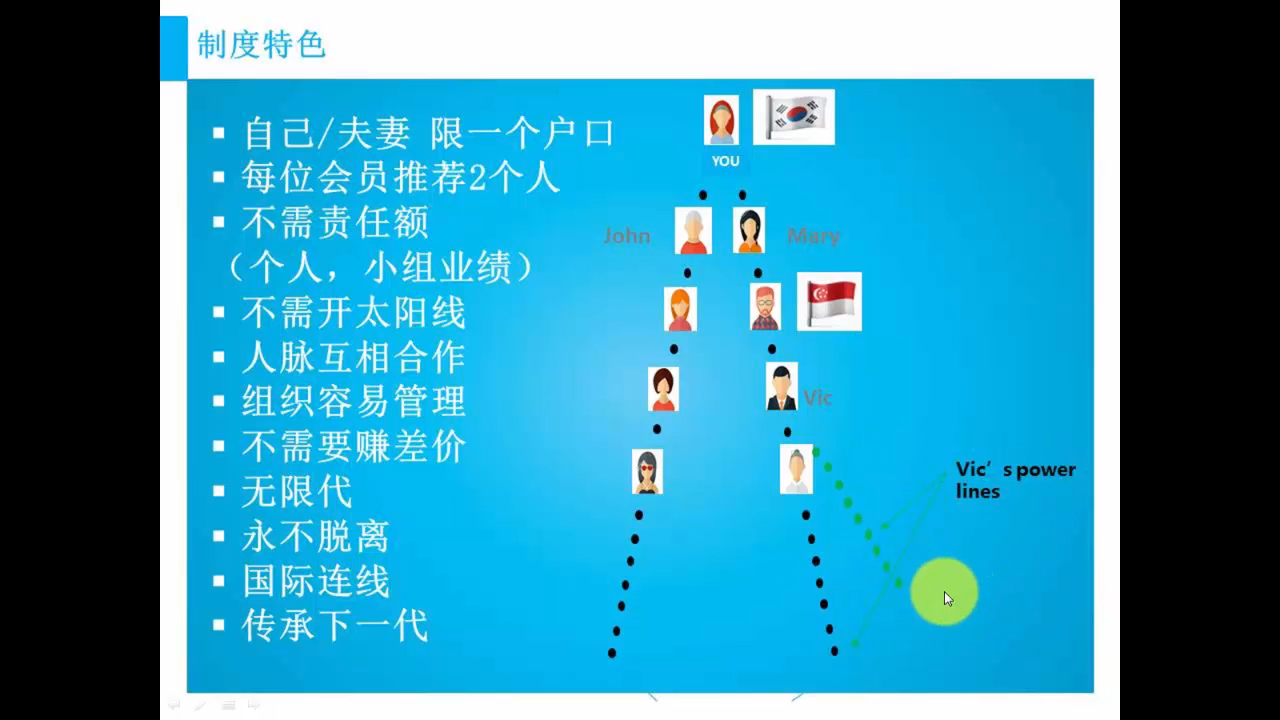 制度特色
自己/夫妻 限一个户口
每位会员推荐2个人
不需责任额
（个人，小组业绩）
不需开太阳线
人脉互相合作
组织容易管理
不需要赚差价
无限代
永不脱离
国际连线
传承下一代
YOU
John
Mary
Vic
Vic’s power
lines